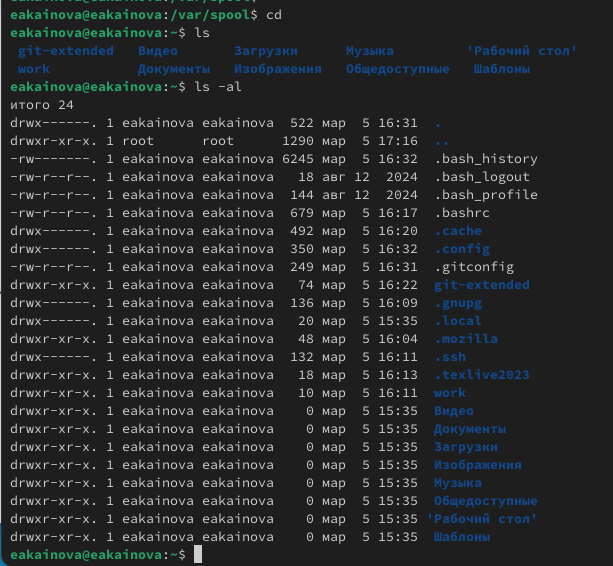 eakainova@eakainova:/var/spool$ cd
eakainova@eakainova:~$ ls
git-extended Видео Загрузки Музыка 'Рабочий стол'
work Документы Изображения Общедоступные Шаблоны
eakainova@eakainova:~$ ls -al
итого 24
drwx------. 1 eakainova eakainova 522 мар 5 16:31 .
drwxr-xr-x. 1 root root 1290 мар 5 17:16 ..
-rw-------. 1 eakainova eakainova 6245 мар 5 16:32 .bash_history
-rw-r--r--. 1 eakainova eakainova 18 авг 12 2024 .bash_logout
-rw-r--r--. 1 eakainova eakainova 144 авг 12 2024 .bash_profile
-rw-r--r--. 1 eakainova eakainova 679 мар 5 16:17 .bashrc
drwx------. 1 eakainova eakainova 492 мар 5 16:20 .cache
drwx------. 1 eakainova eakainova 350 мар 5 16:32 .config
-rw-r--r--. 1 eakainova eakainova 249 мар 5 16:31 .gitconfig
drwxr-xr-x. 1 eakainova eakainova 74 мар 5 16:22 git-extended
drwx------. 1 eakainova eakainova 136 мар 5 16:09 .gnupg
drwx------. 1 eakainova eakainova 20 мар 5 15:35 .local
drwxr-xr-x. 1 eakainova eakainova 48 мар 5 16:04 .mozilla
drwx------. 1 eakainova eakainova 132 мар 5 16:11 .ssh
drwxr-xr-x. 1 eakainova eakainova 18 мар 5 16:13 .texlive2023
drwxr-xr-x. 1 eakainova eakainova 10 мар 5 16:11 work
drwxr-xr-x. 1 eakainova eakainova 0 мар 5 15:35 Видео
drwxr-xr-x. 1 eakainova eakainova 0 мар 5 15:35 Документы
drwxr-xr-x. 1 eakainova eakainova 0 мар 5 15:35 Загрузки
drwxr-xr-x. 1 eakainova eakainova 0 мар 5 15:35 Изображения
drwxr-xr-x. 1 eakainova eakainova 0 мар 5 15:35 Музыка
drwxr-xr-x. 1 eakainova eakainova 0 мар 5 15:35 Общедоступные
drwxr-xr-x. 1 eakainova eakainova 0 мар 5 15:35 'Рабочий стол'
drwxr-xr-x. 1 eakainova eakainova 0 мар 5 15:35 Шаблоны
eakainova@eakainova:~$